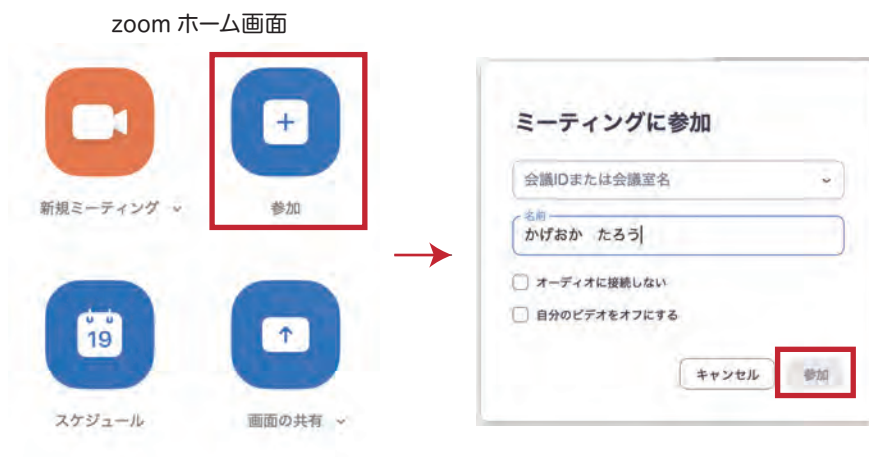 zoom ホーム画面
新規ミーティング
参加
19
スケジュール
画面の共有
ミーティングに参加
会議IDまたは会議室名
名前
かげおか　たろう
オーディオに接続しない
自分のビデオをオフにする
キャンセル
参加